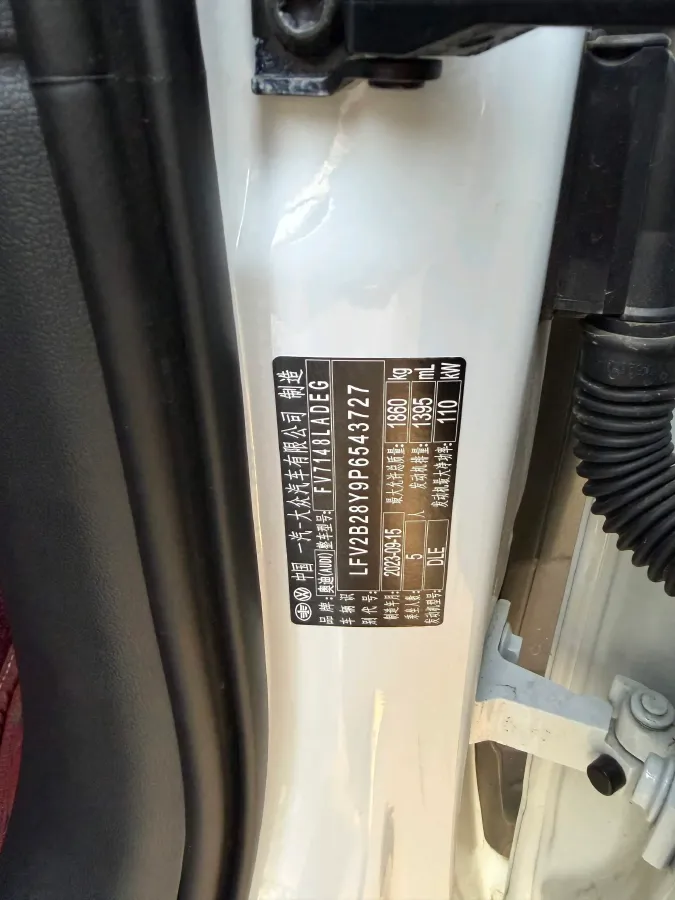 中国 一汽-大众汽车有限公司 制造
品牌: 奥迪(AUDI) 整车型号: FV7148LADEG
车辆识别代号: LFV2B28Y9P6543727
制造年月: 2023-09-15 最大允许总质量: 1860 kg
乘坐人数: 5 人 发动机排量: 1395 mL
发动机型号: DLE 发动机最大净功率: 110 kW